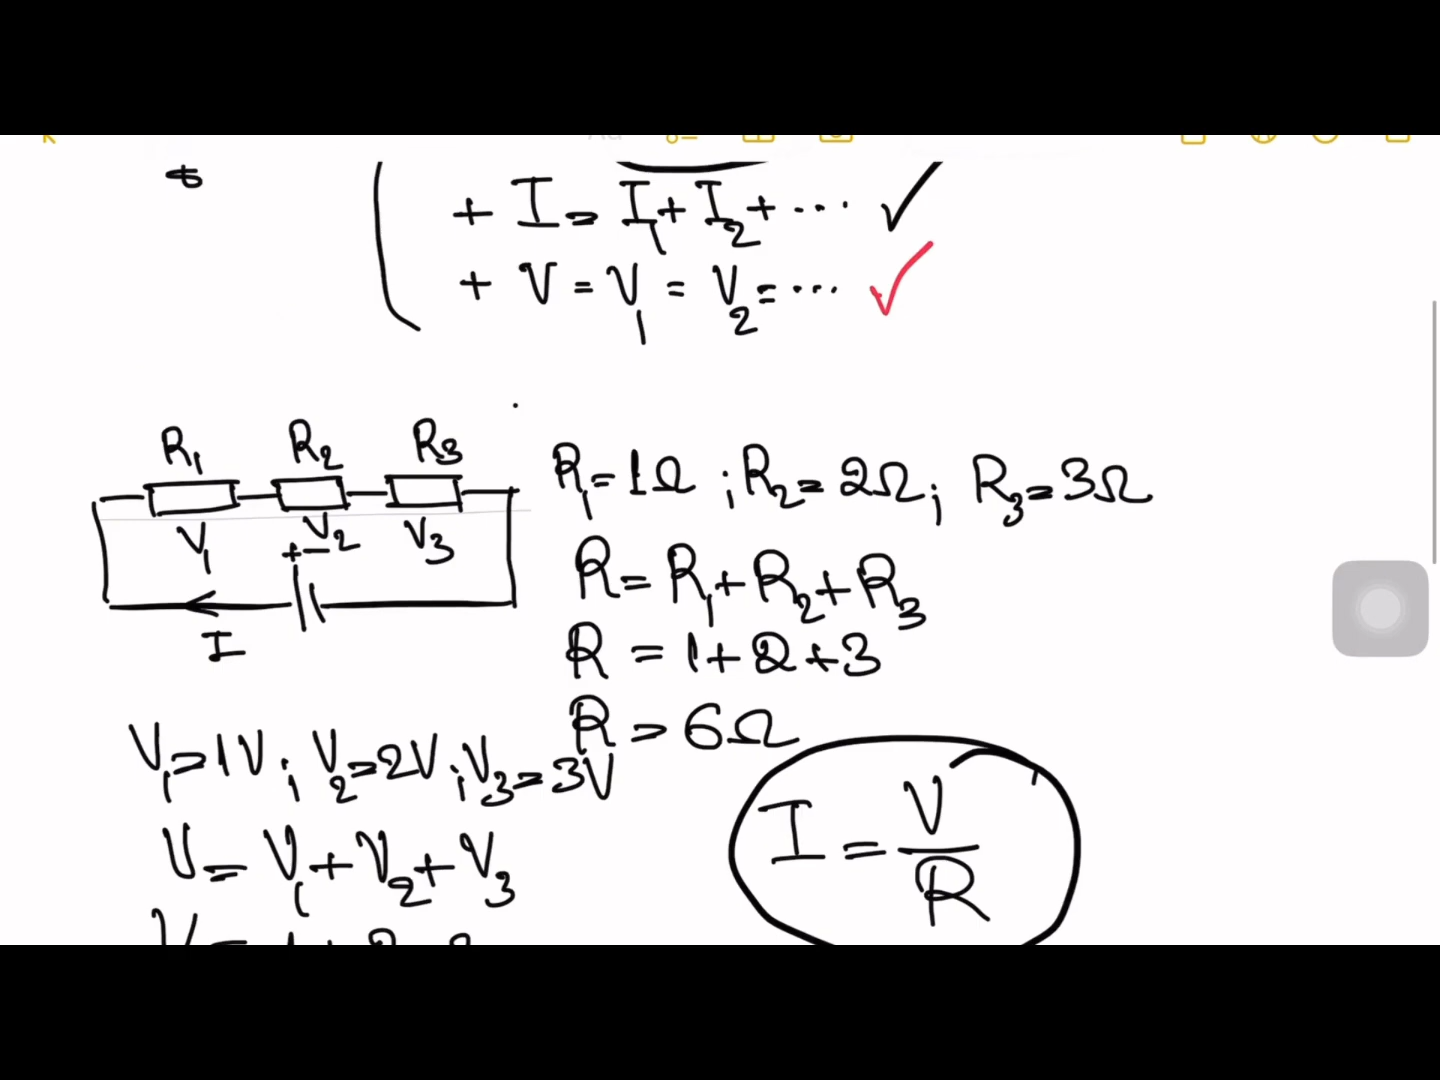 + I = I₁ + I₂ + ... ✓
+ V = V₁ = V₂ = ... ✓
R₁ R₂ R₃
V₁ V₂ V₃
+ −
I
R₁ = 1Ω ; R₂ = 2Ω ; R₃ = 3Ω
R = R₁ + R₂ + R₃
R = 1 + 2 + 3
R = 6Ω
V₁ = 1V ; V₂ = 2V ; V₃ = 3V
V = V₁ + V₂ + V₃
I = V/R